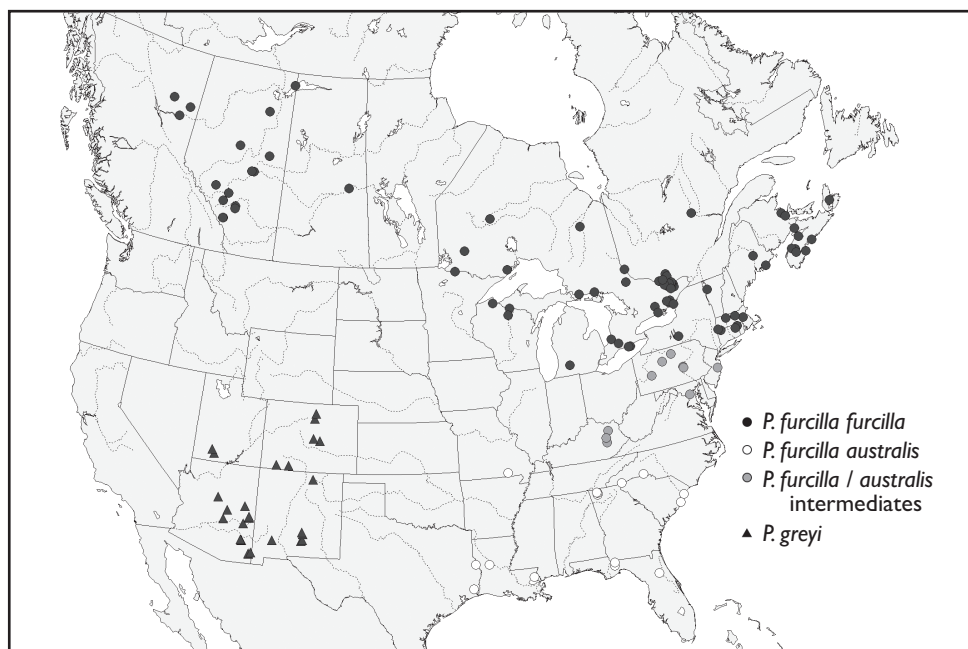 P. furcilla furcilla
P. furcilla australis
P. furcilla / australis
intermediates
P. greyi